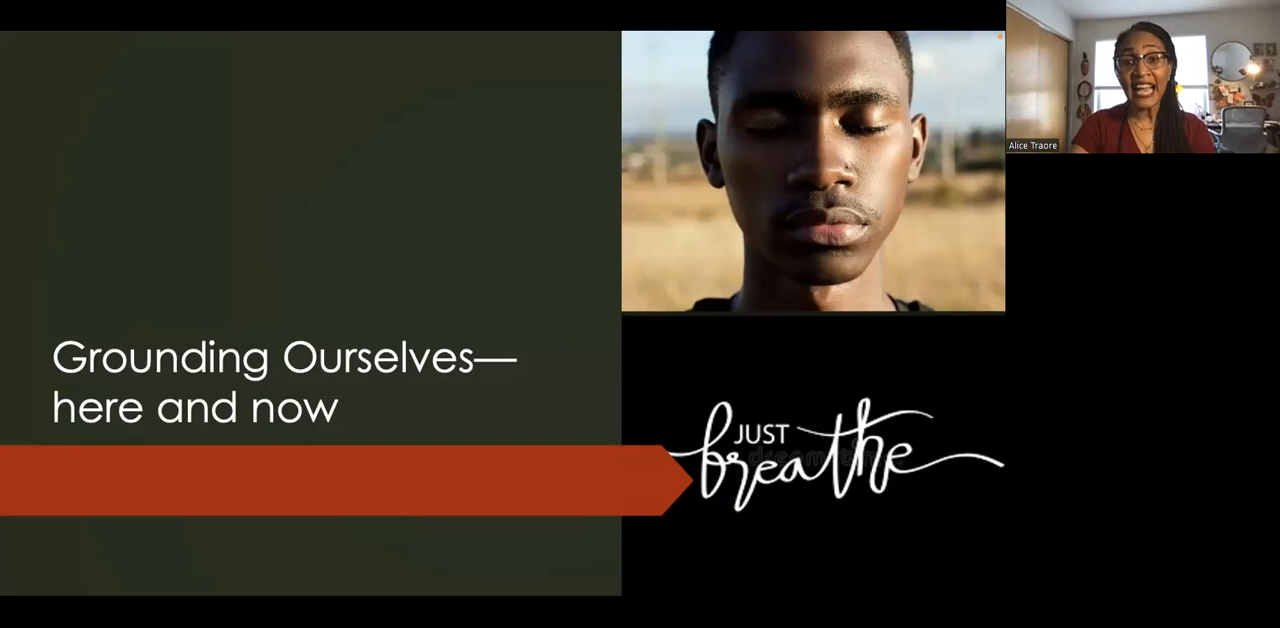 Grounding Ourselves—
here and now
JUST
breathe
Alice Traore